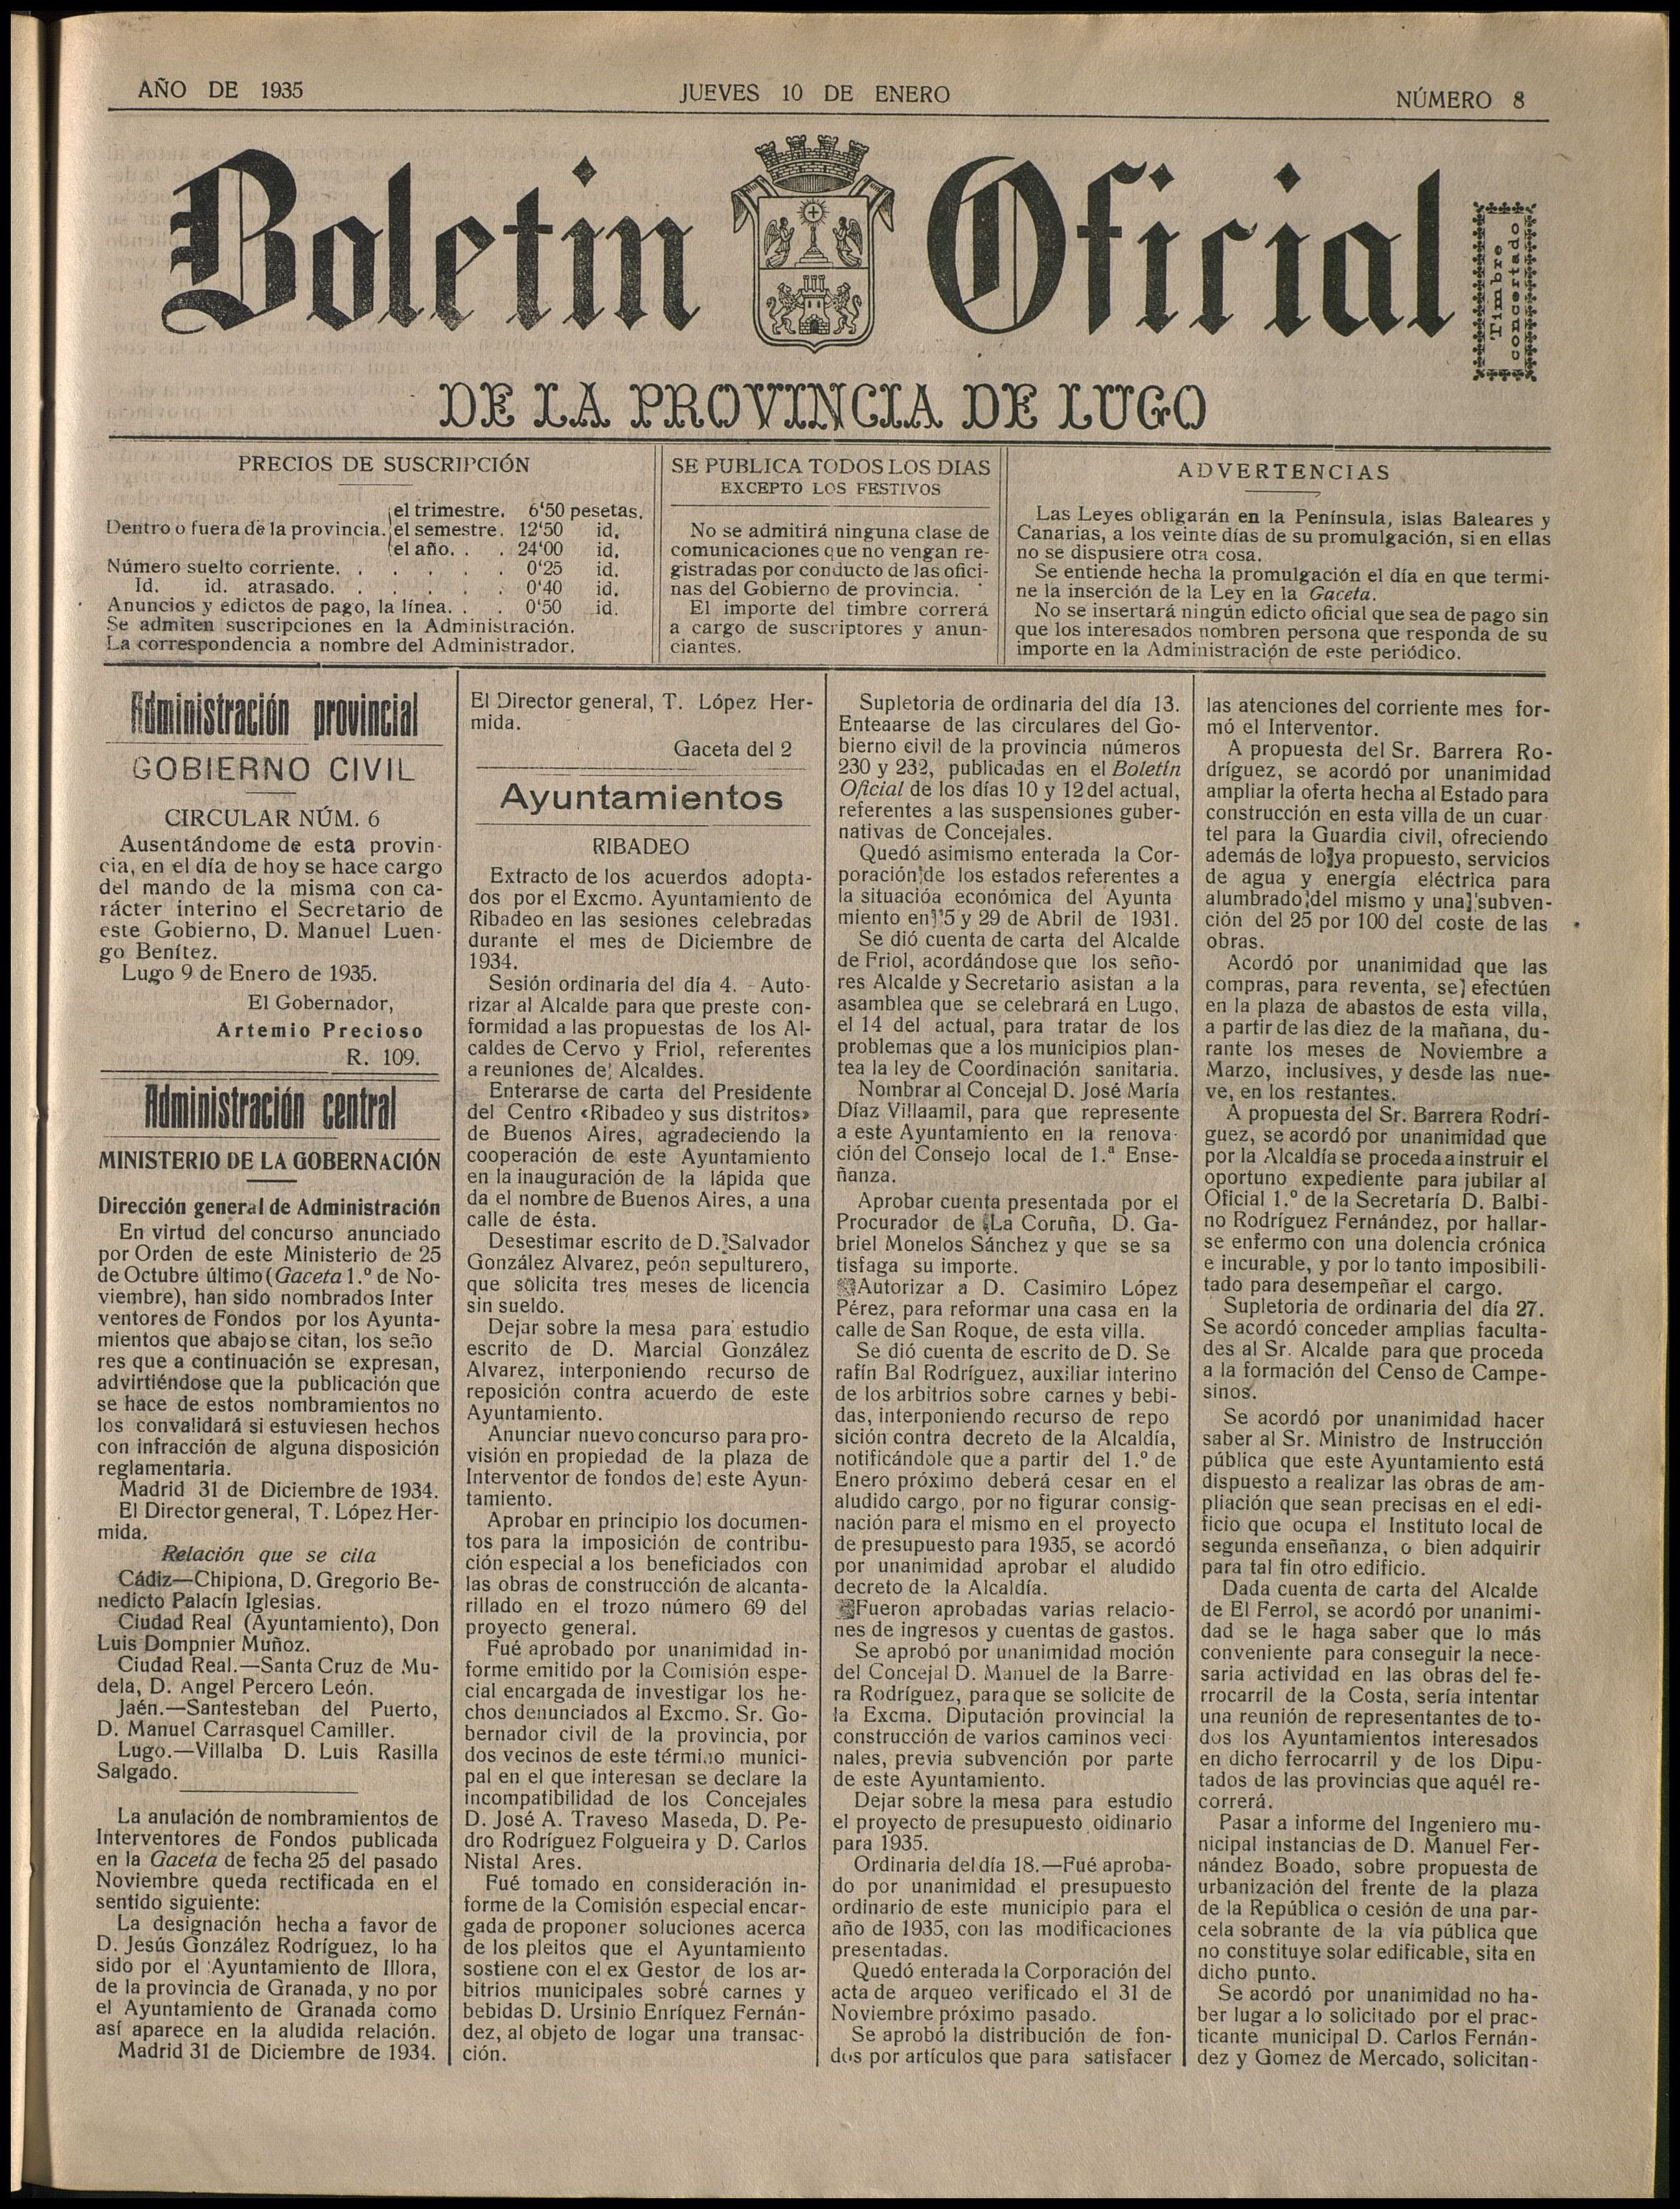 AÑO DE 1935
JUEVES 10 DE ENERO
NÚMERO 8
Boletin Oficial
Timbre
concertado
DE LA PROVINCIA DE LUGO
PRECIOS DE SUSCRIPCIÓN
el trimestre. 6'50 pesetas.
Dentro o fuera de la provincia. el semestre. 12'50 id.
el año. . . 24'00 id.
Número suelto corriente. . . . . . . 0'25 id.
Id. id. atrasado. . . . . . . 0'40 id.
Anuncios y edictos de pago, la línea. . . 0'50 id.
Se admiten suscripciones en la Administración.
La correspondencia a nombre del Administrador.
SE PUBLICA TODOS LOS DIAS
EXCEPTO LOS FESTIVOS
No se admitirá ninguna clase de
comunicaciones que no vengan re-
gistradas por conducto de las ofici-
nas del Gobierno de provincia.
El importe del timbre correrá
a cargo de suscriptores y anun-
ciantes.
ADVERTENCIAS
Las Leyes obligarán en la Península, islas Baleares y
Canarias, a los veinte días de su promulgación, si en ellas
no se dispusiere otra cosa.
Se entiende hecha la promulgación el día en que termi-
ne la inserción de la Ley en la Gaceta.
No se insertará ningún edicto oficial que sea de pago sin
que los interesados nombren persona que responda de su
importe en la Administración de este periódico.
Administración provincial
GOBIERNO CIVIL
CIRCULAR NÚM. 6
Ausentándome de esta provin-
cia, en el día de hoy se hace cargo
del mando de la misma con ca-
rácter interino el Secretario de
este Gobierno, D. Manuel Luen-
go Benítez.
Lugo 9 de Enero de 1935.
El Gobernador,
Artemio Precioso
R. 109.
Administración central
MINISTERIO DE LA GOBERNACIÓN
Dirección general de Administración
En virtud del concurso anunciado
por Orden de este Ministerio de 25
de Octubre último (Gaceta 1.º de No-
viembre), han sido nombrados Inter
ventores de Fondos por los Ayunta-
mientos que abajo se citan, los seño
res que a continuación se expresan,
advirtiéndose que la publicación que
se hace de estos nombramientos no
los convalidará si estuviesen hechos
con infracción de alguna disposición
reglamentaria.
Madrid 31 de Diciembre de 1934.
El Director general, T. López Her-
mida.
Relación que se cita
Cádiz—Chipiona, D. Gregorio Be-
nedicto Palacín Iglesias.
Ciudad Real (Ayuntamiento), Don
Luis Dompnier Muñoz.
Ciudad Real.—Santa Cruz de Mu-
dela, D. Angel Percero León.
Jaén.—Santesteban del Puerto,
D. Manuel Carrasquel Camiller.
Lugo.—Villalba D. Luis Rasilla
Salgado.
La anulación de nombramientos de
Interventores de Fondos publicada
en la Gaceta de fecha 25 del pasado
Noviembre queda rectificada en el
sentido siguiente:
La designación hecha a favor de
D. Jesús González Rodríguez, lo ha
sido por el Ayuntamiento de Illora,
de la provincia de Granada, y no por
el Ayuntamiento de Granada como
así aparece en la aludida relación.
Madrid 31 de Diciembre de 1934.
El Director general, T. López Her-
mida.
Gaceta del 2
Ayuntamientos
RIBADEO
Extracto de los acuerdos adopta-
dos por el Excmo. Ayuntamiento de
Ribadeo en las sesiones celebradas
durante el mes de Diciembre de
1934.
Sesión ordinaria del día 4. - Auto-
rizar al Alcalde para que preste con-
formidad a las propuestas de los Al-
caldes de Cervo y Friol, referentes
a reuniones de Alcaldes.
Enterarse de carta del Presidente
del Centro «Ribadeo y sus distritos»
de Buenos Aires, agradeciendo la
cooperación de este Ayuntamiento
en la inauguración de la lápida que
da el nombre de Buenos Aires, a una
calle de ésta.
Desestimar escrito de D. Salvador
González Alvarez, peón sepulturero,
que solicita tres meses de licencia
sin sueldo.
Dejar sobre la mesa para estudio
escrito de D. Marcial González
Alvarez, interponiendo recurso de
reposición contra acuerdo de este
Ayuntamiento.
Anunciar nuevo concurso para pro-
visión en propiedad de la plaza de
Interventor de fondos de] este Ayun-
tamiento.
Aprobar en principio los documen-
tos para la imposición de contribu-
ción especial a los beneficiados con
las obras de construcción de alcanta-
rillado en el trozo número 69 del
proyecto general.
Fué aprobado por unanimidad in-
forme emitido por la Comisión espe-
cial encargada de investigar los he-
chos denunciados al Excmo. Sr. Go-
bernador civil de la provincia, por
dos vecinos de este término munici-
pal en el que interesan se declare la
incompatibilidad de los Concejales
D. José A. Traveso Maseda, D. Pe-
dro Rodríguez Folgueira y D. Carlos
Nistal Ares.
Fué tomado en consideración in-
forme de la Comisión especial encar-
gada de proponer soluciones acerca
de los pleitos que el Ayuntamiento
sostiene con el ex Gestor de los ar-
bitrios municipales sobre carnes y
bebidas D. Ursinio Enríquez Fernán-
dez, al objeto de logar una transac-
ción.
Supletoria de ordinaria del día 13.
Enteaarse de las circulares del Go-
bierno civil de la provincia números
230 y 232, publicadas en el Boletín
Oficial de los días 10 y 12 del actual,
referentes a las suspensiones guber-
nativas de Concejales.
Quedó asimismo enterada la Cor-
poración de los estados referentes a
la situacióa económica del Ayunta
miento en 15 y 29 de Abril de 1931.
Se dió cuenta de carta del Alcalde
de Friol, acordándose que los seño-
res Alcalde y Secretario asistan a la
asamblea que se celebrará en Lugo,
el 14 del actual, para tratar de los
problemas que a los municipios plan-
tea la ley de Coordinación sanitaria.
Nombrar al Concejal D. José María
Díaz Villaamil, para que represente
a este Ayuntamiento en la renova-
ción del Consejo local de 1.ª Ense-
ñanza.
Aprobar cuenta presentada por el
Procurador de La Coruña, D. Ga-
briel Monelos Sánchez y que se sa
tisfaga su importe.
Autorizar a D. Casimiro López
Pérez, para reformar una casa en la
calle de San Roque, de esta villa.
Se dió cuenta de escrito de D. Se
rafín Bal Rodríguez, auxiliar interino
de los arbitrios sobre carnes y bebi-
das, interponiendo recurso de repo
sición contra decreto de la Alcaldía,
notificándole que a partir del 1.º de
Enero próximo deberá cesar en el
aludido cargo, por no figurar consig-
nación para el mismo en el proyecto
de presupuesto para 1935, se acordó
por unanimidad aprobar el aludido
decreto de la Alcaldía.
Fueron aprobadas varias relacio-
nes de ingresos y cuentas de gastos.
Se aprobó por unanimidad moción
del Concejal D. Manuel de la Barre-
ra Rodríguez, para que se solicite de
la Excma. Diputación provincial la
construcción de varios caminos veci-
nales, previa subvención por parte
de este Ayuntamiento.
Dejar sobre la mesa para estudio
el proyecto de presupuesto oidinario
para 1935.
Ordinaria del día 18.—Fué aproba-
do por unanimidad el presupuesto
ordinario de este municipio para el
año de 1935, con las modificaciones
presentadas.
Quedó enterada la Corporación del
acta de arqueo verificado el 31 de
Noviembre próximo pasado.
Se aprobó la distribución de fon-
dos por artículos que para satisfacer
las atenciones del corriente mes for-
mó el Interventor.
A propuesta del Sr. Barrera Ro-
dríguez, se acordó por unanimidad
ampliar la oferta hecha al Estado para
construcción en esta villa de un cuar-
tel para la Guardia civil, ofreciendo
además de lo ya propuesto, servicios
de agua y energía eléctrica para
alumbrado del mismo y una subven-
ción del 25 por 100 del coste de las
obras.
Acordó por unanimidad que las
compras, para reventa, se] efectúen
en la plaza de abastos de esta villa,
a partir de las diez de la mañana, du-
rante los meses de Noviembre a
Marzo, inclusives, y desde las nue-
ve, en los restantes.
A propuesta del Sr. Barrera Rodrí-
guez, se acordó por unanimidad que
por la Alcaldía se proceda a instruir el
oportuno expediente para jubilar al
Oficial 1.º de la Secretaría D. Balbi-
no Rodríguez Fernández, por hallar-
se enfermo con una dolencia crónica
e incurable, y por lo tanto imposibili-
tado para desempeñar el cargo.
Supletoria de ordinaria del día 27.
Se acordó conceder amplias faculta-
des al Sr. Alcalde para que proceda
a la formación del Censo de Campe-
sinos.
Se acordó por unanimidad hacer
saber al Sr. Ministro de Instrucción
pública que este Ayuntamiento está
dispuesto a realizar las obras de am-
pliación que sean precisas en el edi-
ficio que ocupa el Instituto local de
segunda enseñanza, o bien adquirir
para tal fin otro edificio.
Dada cuenta de carta del Alcalde
de El Ferrol, se acordó por unanimi-
dad se le haga saber que lo más
conveniente para conseguir la nece-
saria actividad en las obras del fe-
rrocarril de la Costa, sería intentar
una reunión de representantes de to-
dos los Ayuntamientos interesados
en dicho ferrocarril y de los Dipu-
tados de las provincias que aquél re-
correrá.
Pasar a informe del Ingeniero mu-
nicipal instancias de D. Manuel Fer-
nández Boado, sobre propuesta de
urbanización del frente de la plaza
de la República o cesión de una par-
cela sobrante de la vía pública que
no constituye solar edificable, sita en
dicho punto.
Se acordó por unanimidad no ha-
ber lugar a lo solicitado por el prac-
ticante municipal D. Carlos Fernán-
dez y Gomez de Mercado, solicitan-